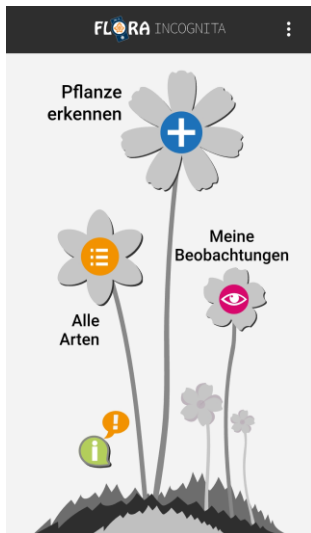 FLORA INCOGNITA
Pflanze
erkennen
Meine
Beobachtungen
Alle
Arten
!
i